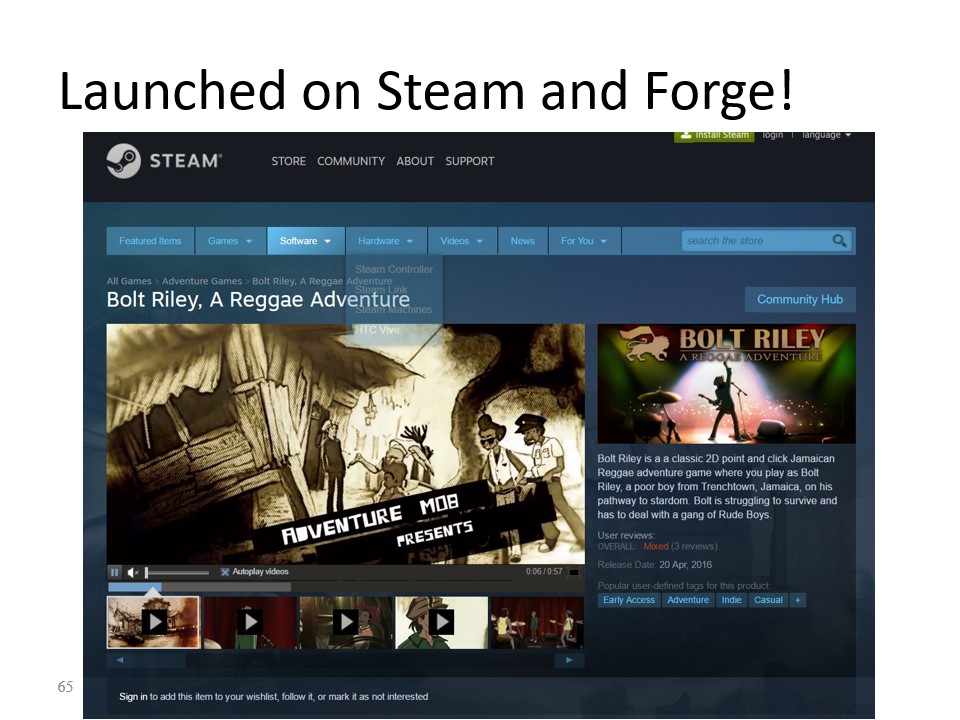 Launched on Steam and Forge!
Install Steam login | language
STEAM®
STORE COMMUNITY ABOUT SUPPORT
Featured Items Games Software Hardware Videos News For You search the store
Steam Controller
Steam Link
Steam Machines
HTC Vive
All Games > Adventure Games > Bolt Riley, A Reggae Adventure
Bolt Riley, A Reggae Adventure
Community Hub
ADVENTURE MOB
PRESENTS
Autoplay videos 0:06 / 0:57
BOLT RILEY
A REGGAE ADVENTURE
Bolt Riley is a a classic 2D point and click Jamaican
Reggae adventure game where you play as Bolt
Riley, a poor boy from Trenchtown, Jamaica, on his
pathway to stardom. Bolt is struggling to survive and
has to deal with a gang of Rude Boys.
User reviews:
OVERALL: Mixed (3 reviews)
Release Date: 20 Apr, 2016
Popular user-defined tags for this product:
Early Access Adventure Indie Casual +
Sign in to add this item to your wishlist, follow it, or mark it as not interested
65